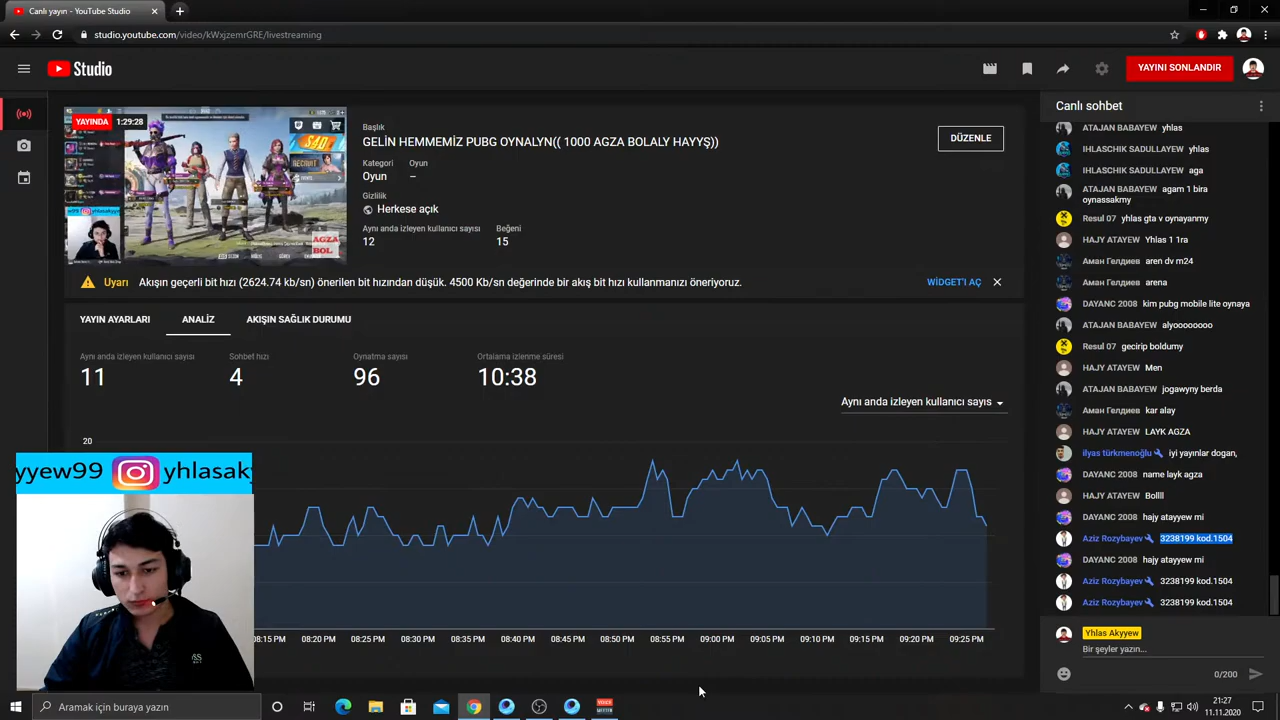 Canlı yayın - YouTube Studio
studio.youtube.com/video/kWxjzemrGRE/livestreaming
Studio
YAYINI SONLANDIR
YAYINDA
1:29:28
RECRUIT
AGZA
BOL
Başlık
GELİN HEMMEMİZ PUBG OYNALYN(( 1000 AGZA BOLALY HAYYŞ))
Kategori
Oyun
Oyun
–
Gizlilik
Herkese açık
Aynı anda izleyen kullanıcı sayısı
Beğeni
12
15
DÜZENLE
Uyarı
Akışın geçerli bit hızı (2624.74 kb/sn) önerilen bit hızından düşük. 4500 Kb/sn değerinde bir akış bit hızı kullanmanızı öneriyoruz.
WİDGET'I AÇ
YAYIN AYARLARI
ANALİZ
AKIŞIN SAĞLIK DURUMU
Aynı anda izleyen kullanıcı sayısı
Sohbet hızı
Oynatma sayısı
Ortalama izlenme süresi
11
4
96
10:38
Aynı anda izleyen kullanıcı sayıs
20
08:15 PM
08:20 PM
08:25 PM
08:30 PM
08:35 PM
08:40 PM
08:45 PM
08:50 PM
08:55 PM
09:00 PM
09:05 PM
09:10 PM
09:15 PM
09:20 PM
09:25 PM
yyew99
yhlasak
Canlı sohbet
ATAJAN BABAYEW yhlas
IHLASCHIK SADULLAYEW yhlas
IHLASCHIK SADULLAYEW aga
ATAJAN BABAYEW agam 1 bira
oynassakmy
Resul 07 yhlas gta v oynayanmy
HAJY ATAYEW Yhlas 1 1ra
Аман Гелдиев aren dv m24
Аман Гелдиев arena
DAYANC 2008 kim pubg mobile lite oynaya
ATAJAN BABAYEW alyoooooooo
Resul 07 gecirip boldumy
HAJY ATAYEW Men
ATAJAN BABAYEW jogawyny berda
Аман Гелдиев kar alay
HAJY ATAYEW LAYK AGZA
ilyas türkmenoğlu iyi yayınlar dogan,
DAYANC 2008 name layk agza
HAJY ATAYEW Bollll
DAYANC 2008 hajy atayyew mi
Aziz Rozybayev 3238199 kod.1504
DAYANC 2008 hajy atayyew mi
Aziz Rozybayev 3238199 kod.1504
Aziz Rozybayev 3238199 kod.1504
Yhlas Akyyew
Bir şeyler yazın...
0/200
Aramak için buraya yazın
21:27
11.11.2020